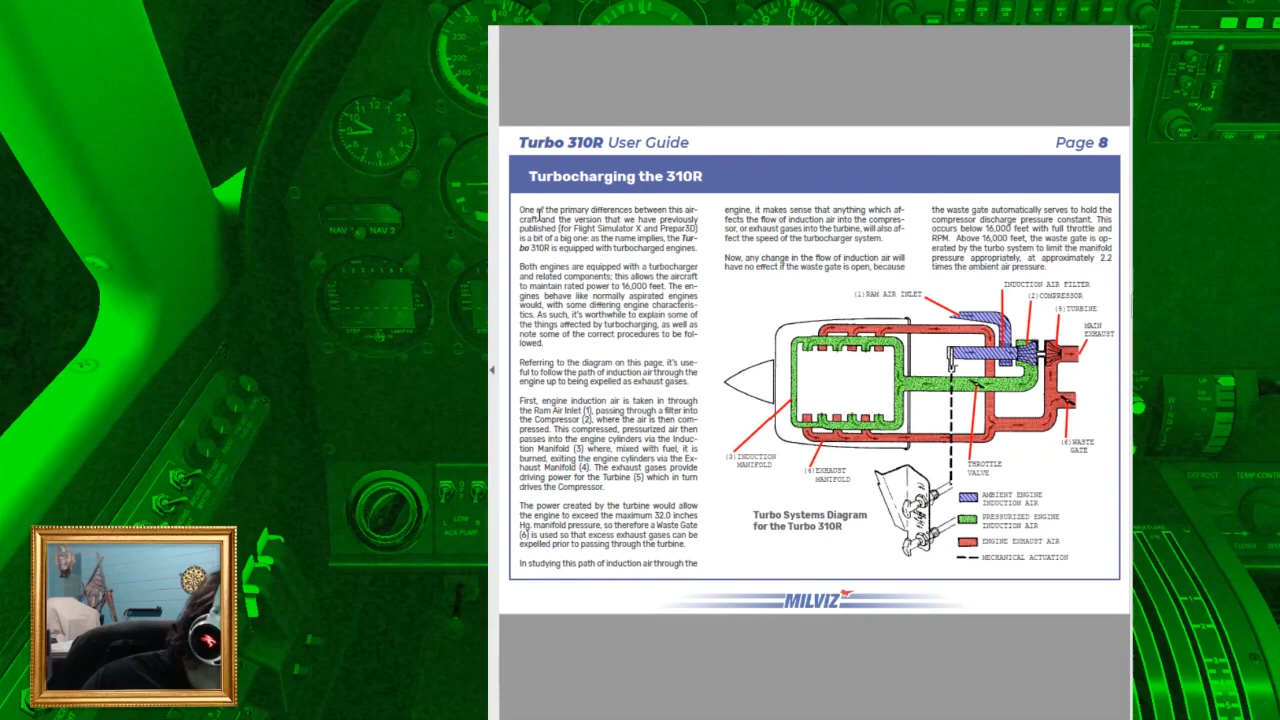 Turbo 310R User Guide
Page 8
Turbocharging the 310R
One of the primary differences between this air-
craft and the version that we have previously
published (for Flight Simulator X and Prepar3D)
is a bit of a big one: as the name implies, the Tur-
bo 310R is equipped with turbocharged engines.
Both engines are equipped with a turbocharger
and related components; this allows the aircraft
to maintain rated power to 16,000 feet. The en-
gines behave like normally aspirated engines
would, with some differing engine characteris-
tics. As such, it's worthwhile to explain some of
the things affected by turbocharging, as well as
note some of the correct procedures to be fol-
lowed.
Referring to the diagram on this page, it's use-
ful to follow the path of induction air through the
engine up to being expelled as exhaust gases.
First, engine induction air is taken in through
the Ram Air Inlet (1), passing through a filter into
the Compressor (2), where the air is then com-
pressed. This compressed, pressurized air then
passes into the engine cylinders via the Induc-
tion Manifold (3) where, mixed with fuel, it is
burned, exiting the engine cylinders via the Ex-
haust Manifold (4). The exhaust gases provide
driving power for the Turbine (5) which in turn
drives the Compressor.
The power created by the turbine would allow
the engine to exceed the maximum 32.0 inches
Hg. manifold pressure, so therefore a Waste Gate
(6) is used so that excess exhaust gases can be
expelled prior to passing through the turbine.
In studying this path of induction air through the
engine, it makes sense that anything which af-
fects the flow of induction air into the compres-
sor, or exhaust gases into the turbine, will also af-
fect the speed of the turbocharger system.
Now, any change in the flow of induction air will
have no effect if the waste gate is open, because
the waste gate automatically serves to hold the
compressor discharge pressure constant. This
occurs below 16,000 feet with full throttle and
RPM. Above 16,000 feet, the waste gate is op-
erated by the turbo system to limit the manifold
pressure appropriately, at approximately 2.2
times the ambient air pressure.
INDUCTION AIR FILTER
(1)RAM AIR INLET
(2)COMPRESSOR
(5)TURBINE
MAIN
EXHAUST
(6)WASTE
GATE
(3)INDUCTION
MANIFOLD
(4)EXHAUST
MANIFOLD
THROTTLE
VALVE
Turbo Systems Diagram
for the Turbo 310R
AMBIENT ENGINE
INDUCTION AIR
PRESSURIZED ENGINE
INDUCTION AIR
ENGINE EXHAUST AIR
MECHANICAL ACTUATION
MILVIZ
NAV 1 NAV 2
L LOW R
AUX PUMP
DEFROST
TEMP CONT